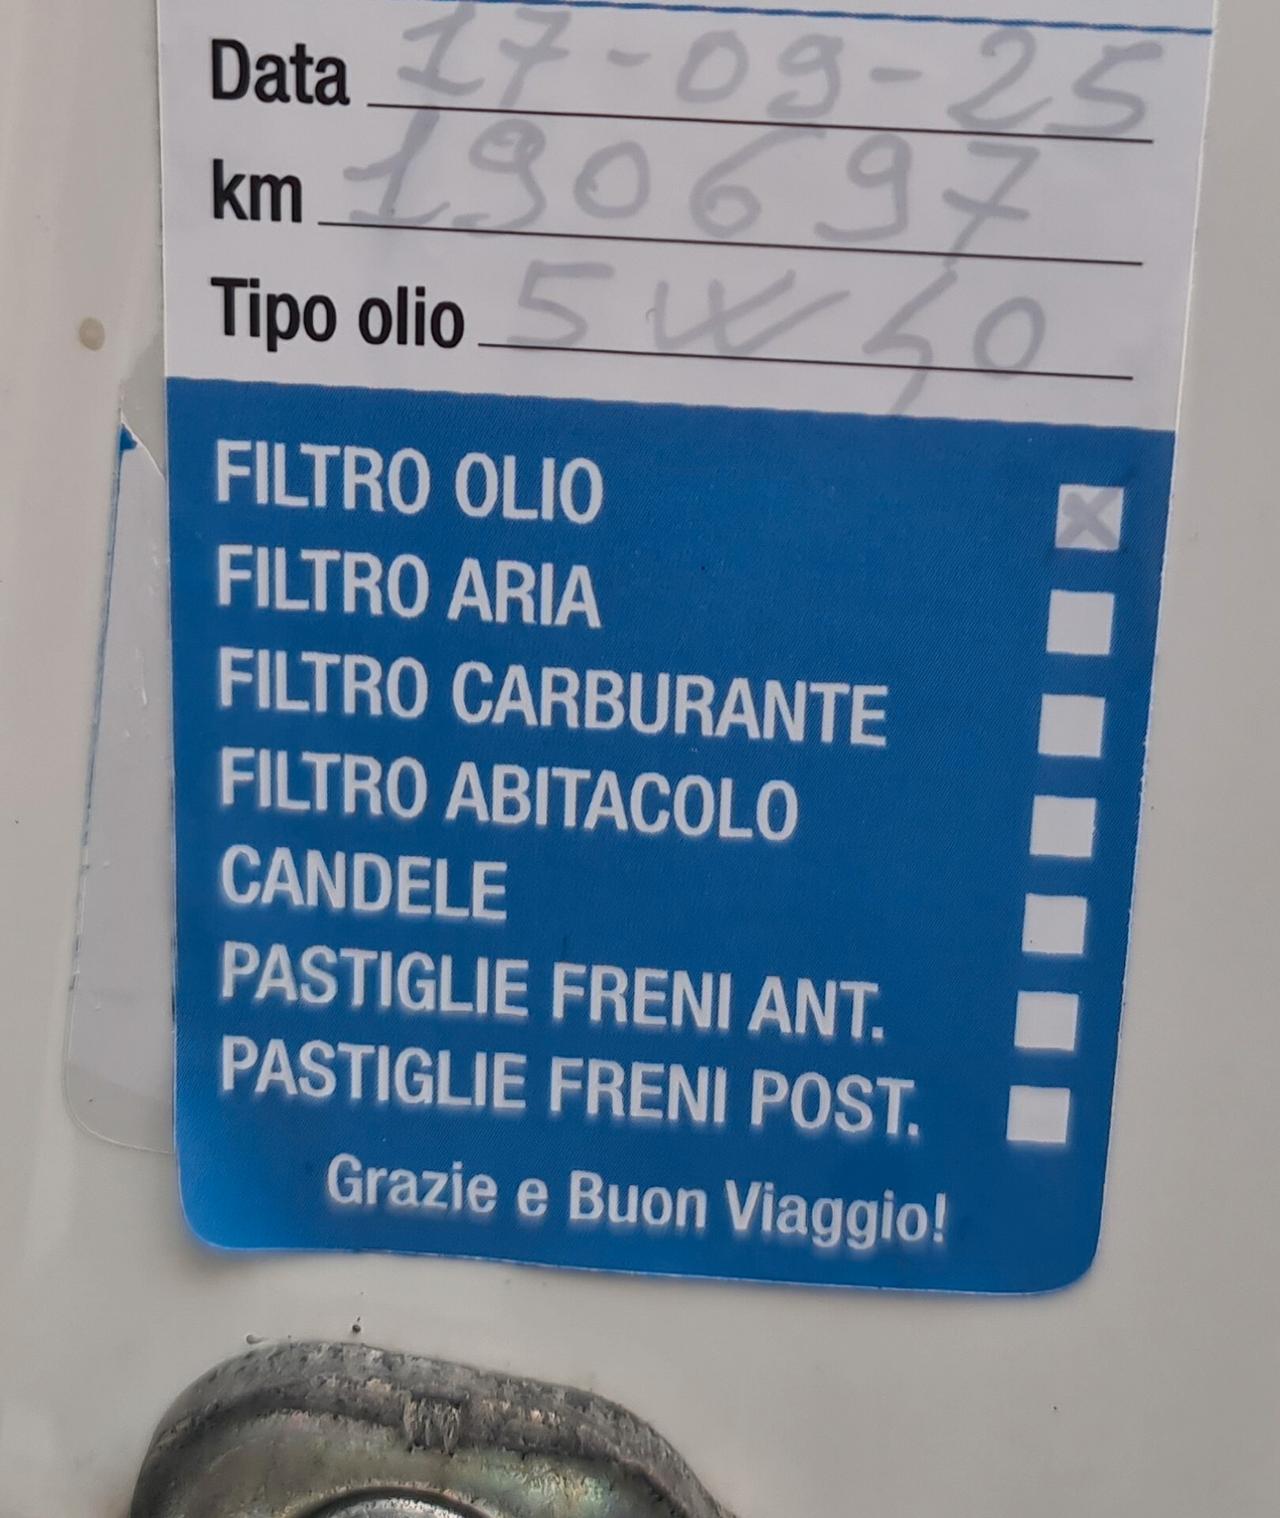 Data 17-09-25
km 190697
Tipo olio 5W40
FILTRO OLIO X
FILTRO ARIA
FILTRO CARBURANTE
FILTRO ABITACOLO
CANDELE
PASTIGLIE FRENI ANT.
PASTIGLIE FRENI POST.
Grazie e Buon Viaggio!